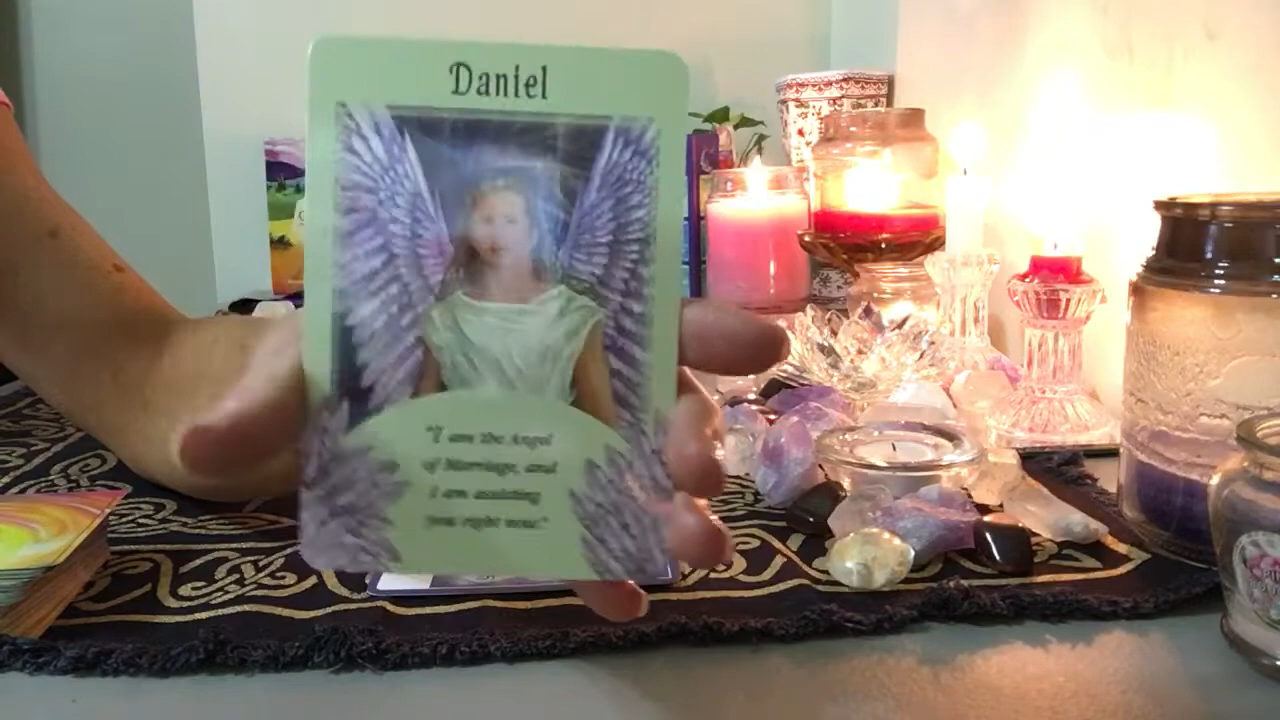 Daniel
"I am the Angel
of Marriage, and
I am assisting
you right now."